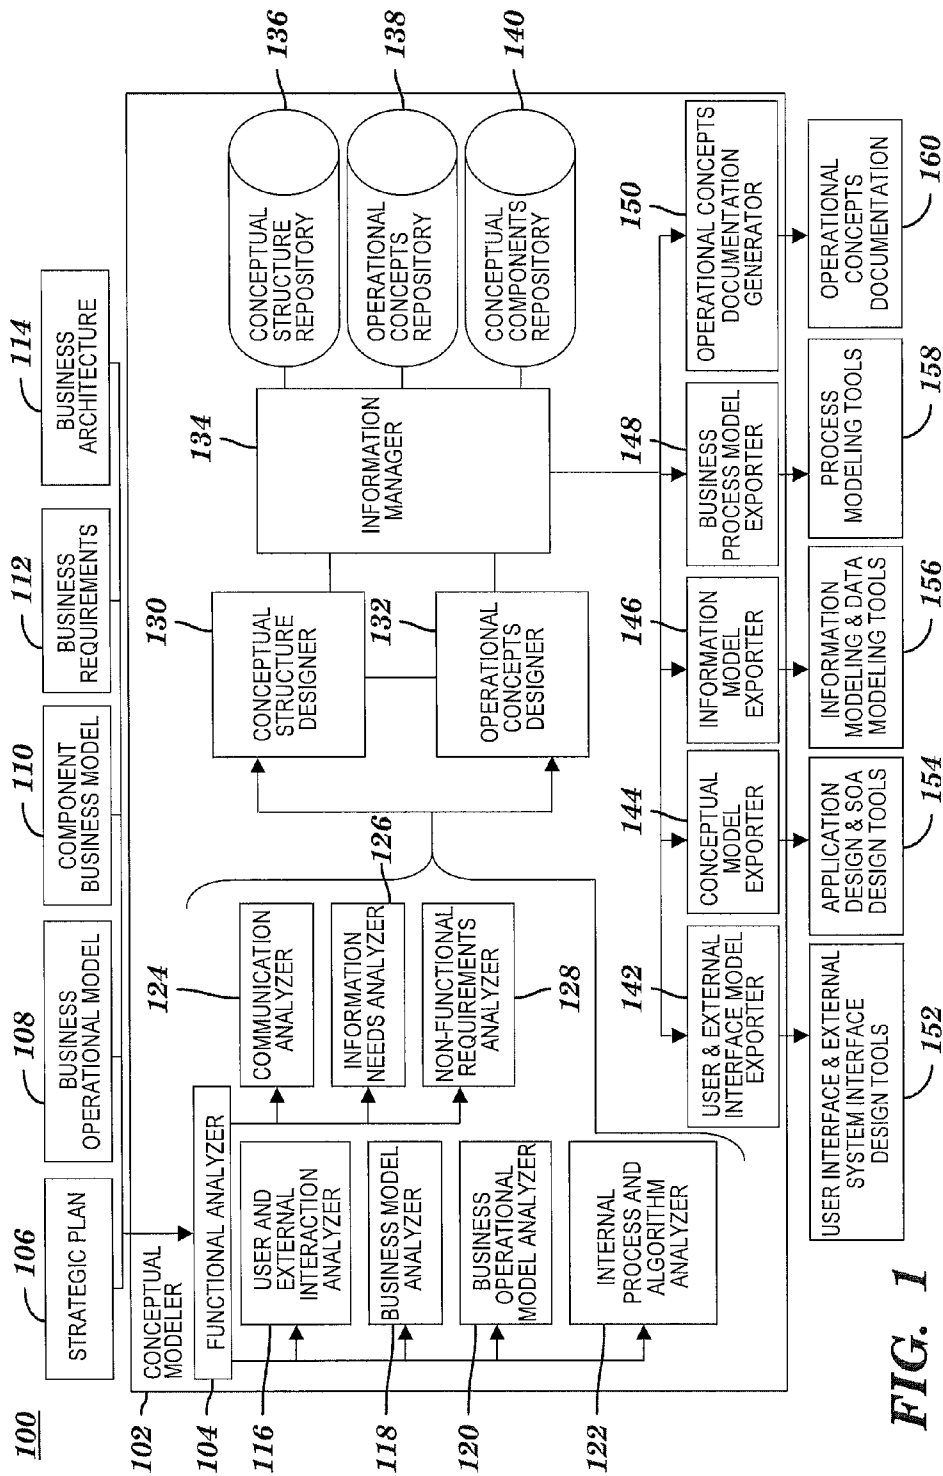 100
106
STRATEGIC PLAN
108
BUSINESS
OPERATIONAL MODEL
110
COMPONENT
BUSINESS MODEL
112
BUSINESS
REQUIREMENTS
114
BUSINESS
ARCHITECTURE
102
CONCEPTUAL
MODELER
104
FUNCTIONAL ANALYZER
116
USER AND
EXTERNAL
INTERACTION
ANALYZER
118
BUSINESS MODEL
ANALYZER
120
BUSINESS
OPERATIONAL
MODEL ANALYZER
122
INTERNAL
PROCESS AND
ALGORITHM
ANALYZER
124
COMMUNICATION
ANALYZER
126
INFORMATION
NEEDS ANALYZER
128
NON-FUNCTIONAL
REQUIREMENTS
ANALYZER
130
CONCEPTUAL
STRUCTURE
DESIGNER
132
OPERATIONAL
CONCEPTS
DESIGNER
134
INFORMATION
MANAGER
136
CONCEPTUAL
STRUCTURE
REPOSITORY
138
OPERATIONAL
CONCEPTS
REPOSITORY
140
CONCEPTUAL
COMPONENTS
REPOSITORY
142
USER & EXTERNAL
INTERFACE MODEL
EXPORTER
144
CONCEPTUAL
MODEL
EXPORTER
146
INFORMATION
MODEL
EXPORTER
148
BUSINESS
PROCESS MODEL
EXPORTER
150
OPERATIONAL CONCEPTS
DOCUMENTATION
GENERATOR
USER INTERFACE & EXTERNAL
SYSTEM INTERFACE
DESIGN TOOLS
152
APPLICATION
DESIGN & SOA
DESIGN TOOLS
154
INFORMATION
MODELING & DATA
MODELING TOOLS
156
PROCESS
MODELING TOOLS
158
OPERATIONAL
CONCEPTS
DOCUMENTATION
160
FIG. 1